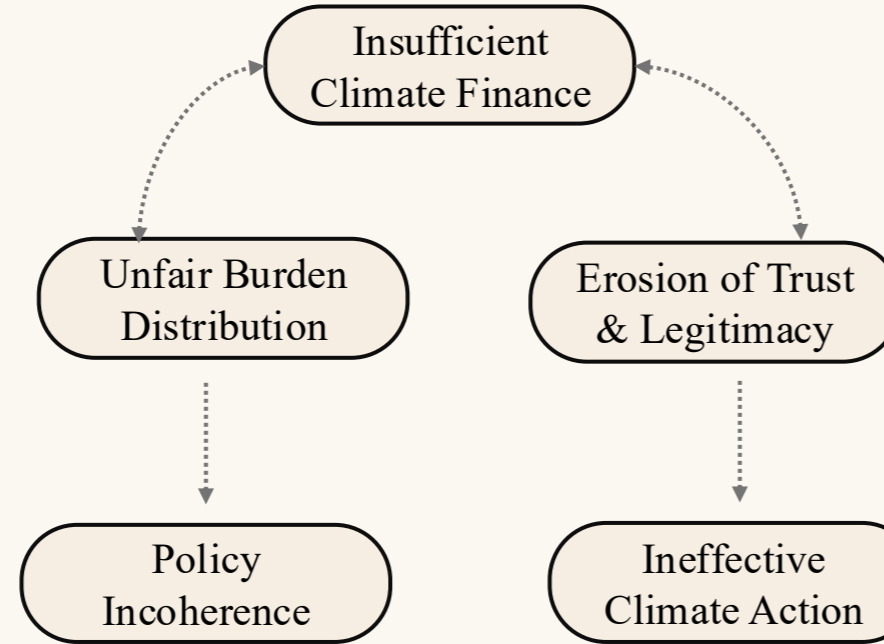 Insufficient
Climate Finance
Unfair Burden
Distribution
Erosion of Trust
& Legitimacy
Policy
Incoherence
Ineffective
Climate Action